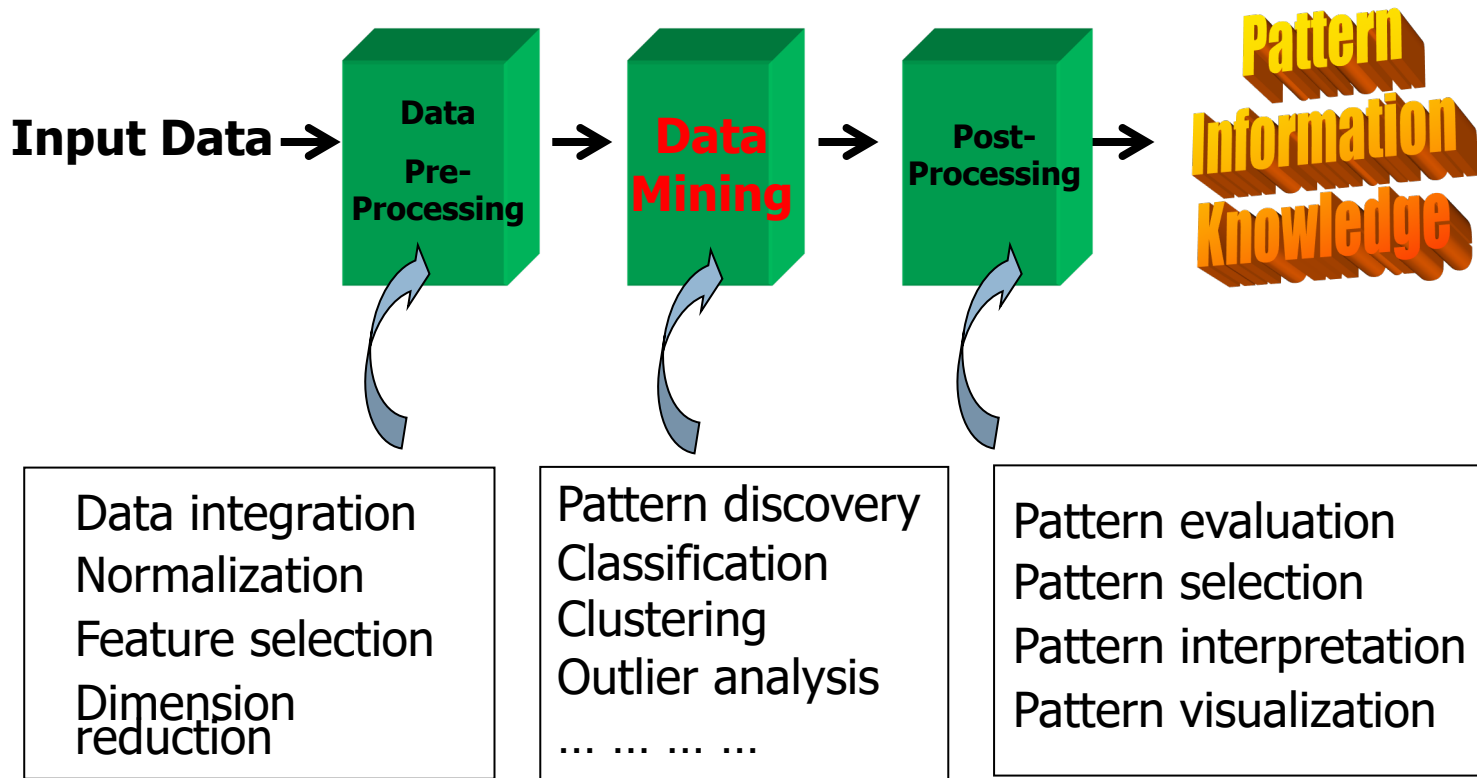 Input Data
Data
Pre-
Processing
Data
Mining
Post-
Processing
Pattern
Information
Knowledge
Data integration
Normalization
Feature selection
Dimension
reduction
Pattern discovery
Classification
Clustering
Outlier analysis
... ... ... ...
Pattern evaluation
Pattern selection
Pattern interpretation
Pattern visualization